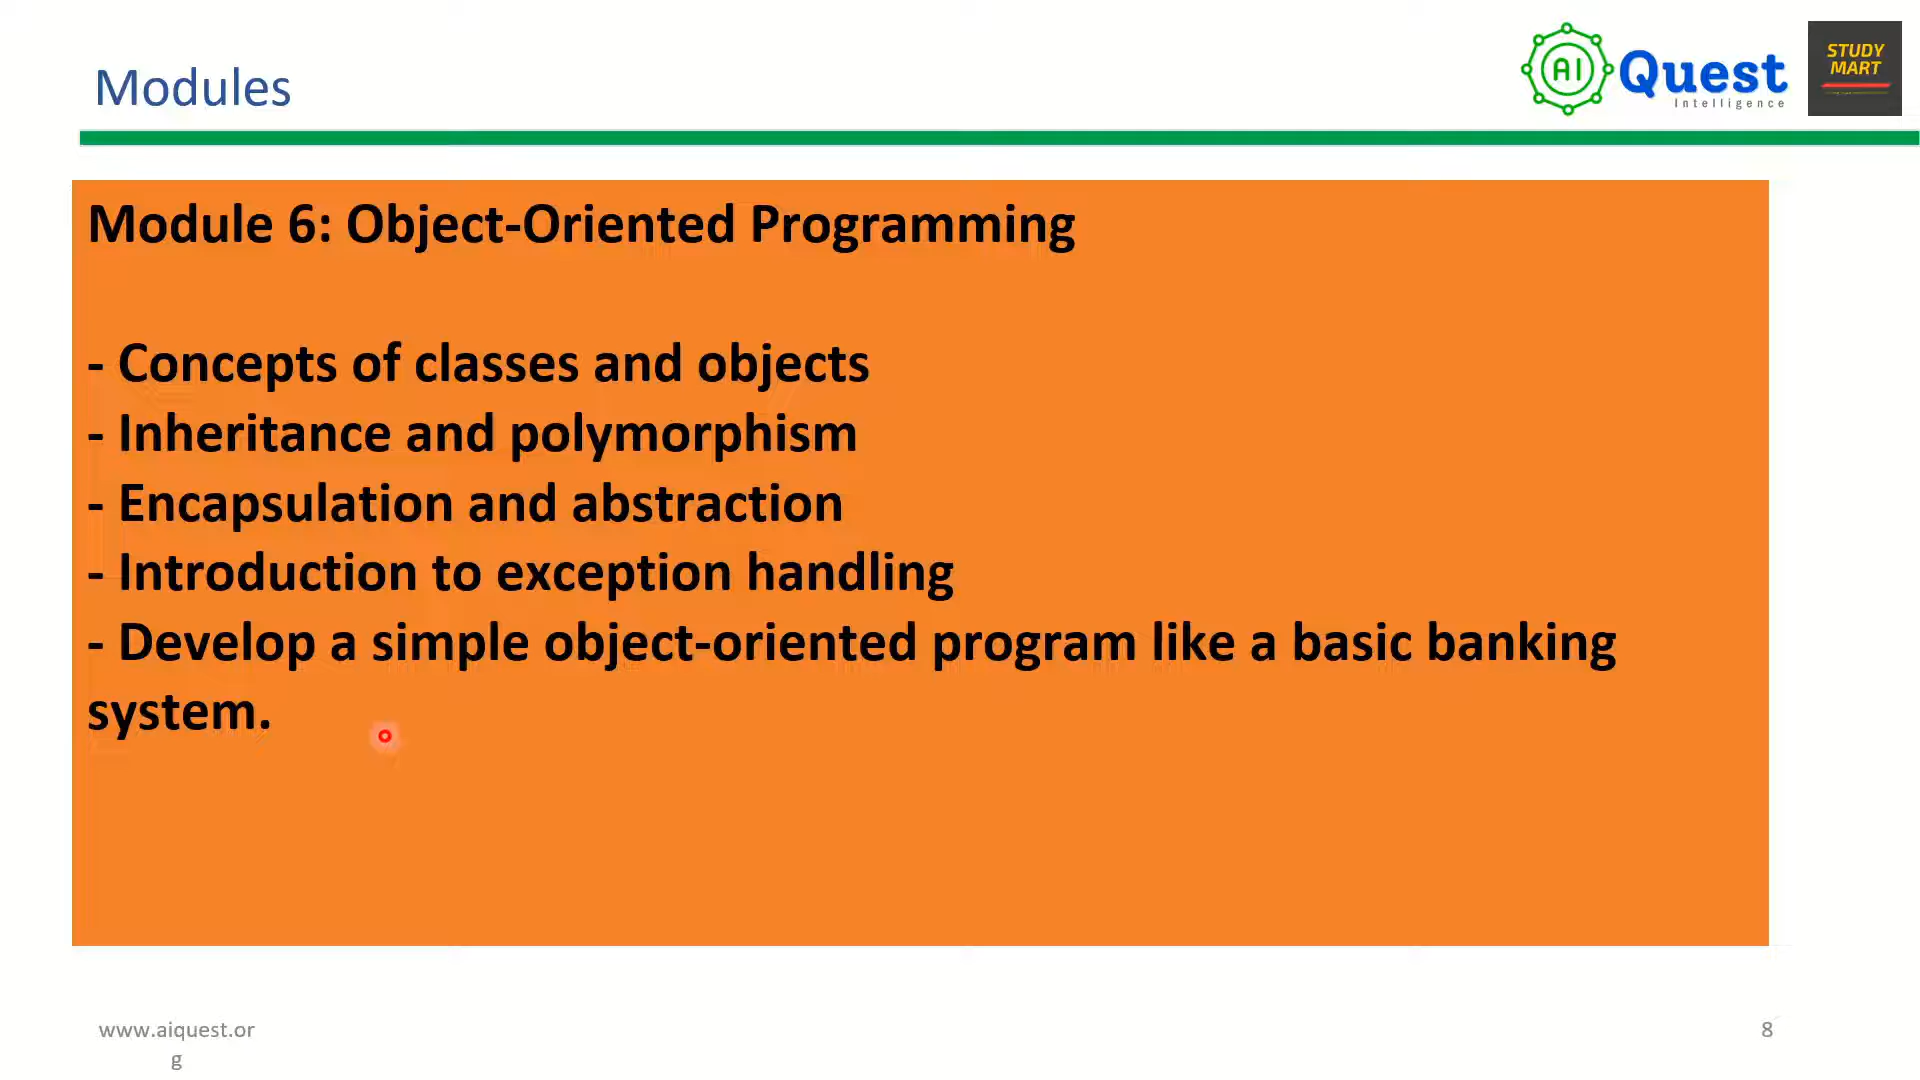 Modules
AI Quest
Intelligence
STUDY
MART
Module 6: Object-Oriented Programming
- Concepts of classes and objects
- Inheritance and polymorphism
- Encapsulation and abstraction
- Introduction to exception handling
- Develop a simple object-oriented program like a basic banking
system.
www.aiquest.or
g
8